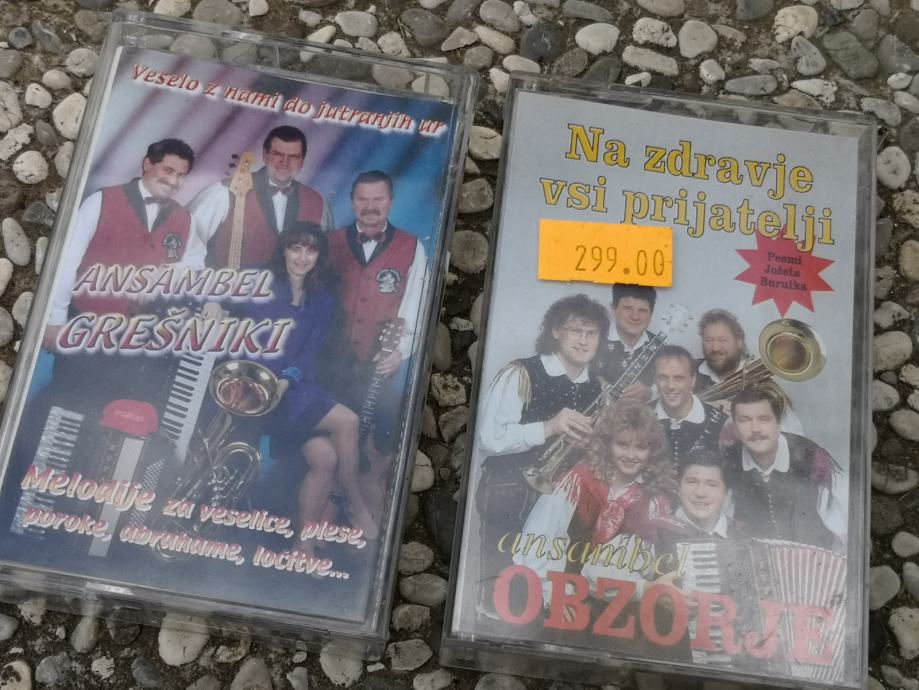 Veselo z nami do jutranjih ur
ANSAMBEL
GREŠNIKI
Melodije za veselice, plese,
poroke, abrahame, ločitve...
Na zdravje
vsi prijatelji
299.00
Pesmi
Jožeta
Burnika
ansambel
OBZORJE